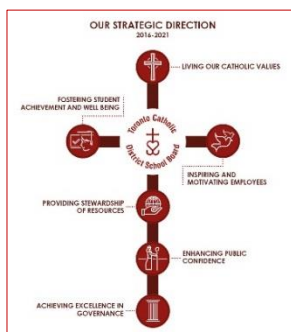 OUR STRATEGIC DIRECTION
2016-2021
LIVING OUR CATHOLIC VALUES
FOSTERING STUDENT
ACHIEVEMENT AND WELL BEING
Toronto Catholic
District School Board
INSPIRING AND
MOTIVATING EMPLOYEES
PROVIDING STEWARDSHIP
OF RESOURCES
ENHANCING PUBLIC
CONFIDENCE
ACHIEVING EXCELLENCE IN
GOVERNANCE